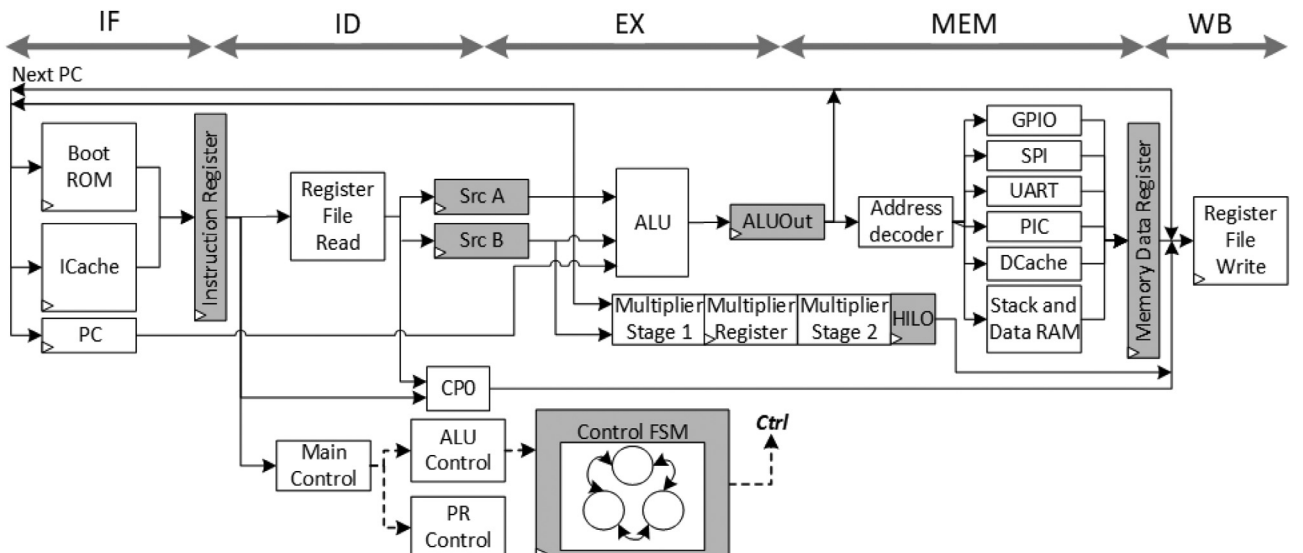 IF
ID
EX
MEM
WB
Next PC
Boot
ROM
ICache
PC
Instruction Register
Register
File
Read
Src A
Src B
ALU
ALUOut
Address
decoder
GPIO
SPI
UART
PIC
DCache
Stack and
Data RAM
Memory Data Register
Register
File
Write
Multiplier
Stage 1
Multiplier
Register
Multiplier
Stage 2
HILO
CP0
Main
Control
ALU
Control
PR
Control
Control FSM
Ctrl